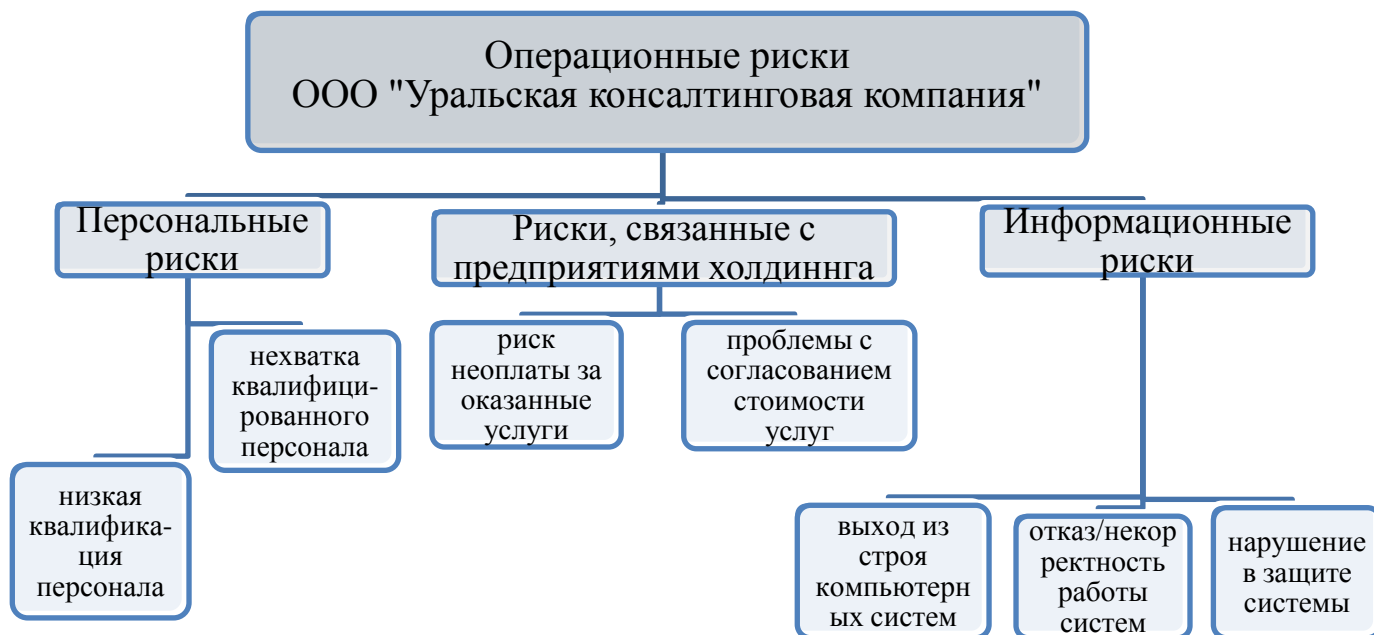 Операционные риски
ООО "Уральская консалтинговая компания"
Персональные
риски
Риски, связанные с
предприятиями холдиннга
Информационные
риски
нехватка
квалифици-
рованного
персонала
риск
неоплаты за
оказанные
услуги
проблемы с
согласованием
стоимости
услуг
низкая
квалифика-
ция
персонала
выход из
строя
компьютерн
ых систем
отказ/некор
ректность
работы
систем
нарушение
в защите
системы